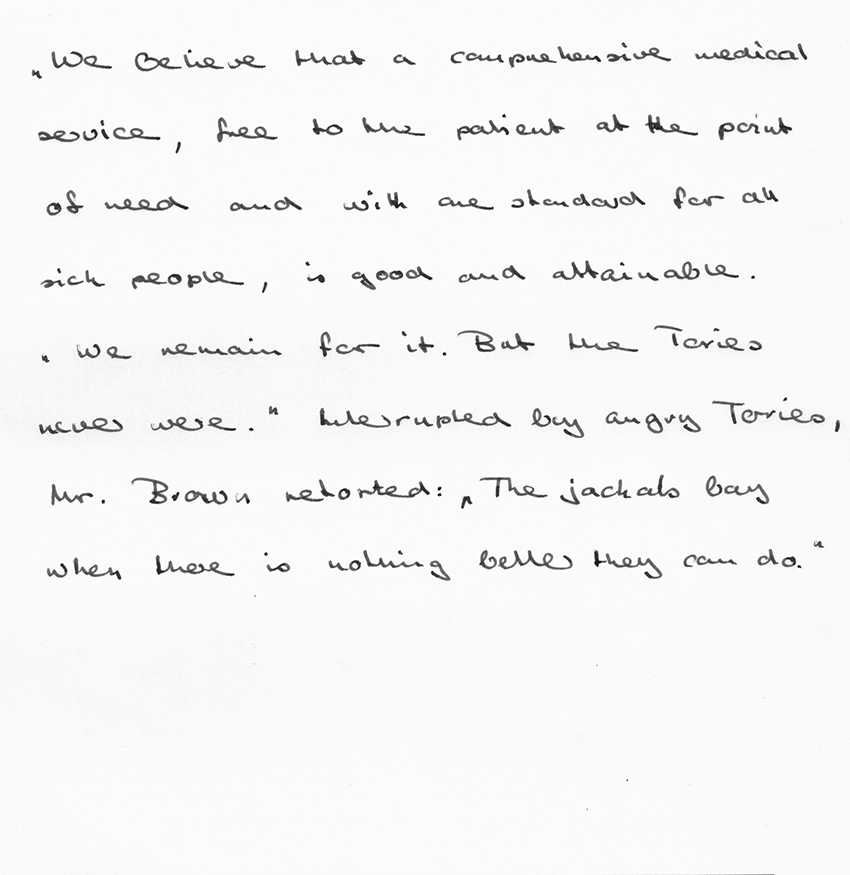 „We believe that a comprehensive medical
service, free to the patient at the point
of need and with one standard for all
sick people, is good and attainable.
" We remain for it. But the Tories
never were." Interrupted by angry Tories,
Mr. Brown retorted: „The jackals bay
when there is nothing better they can do."